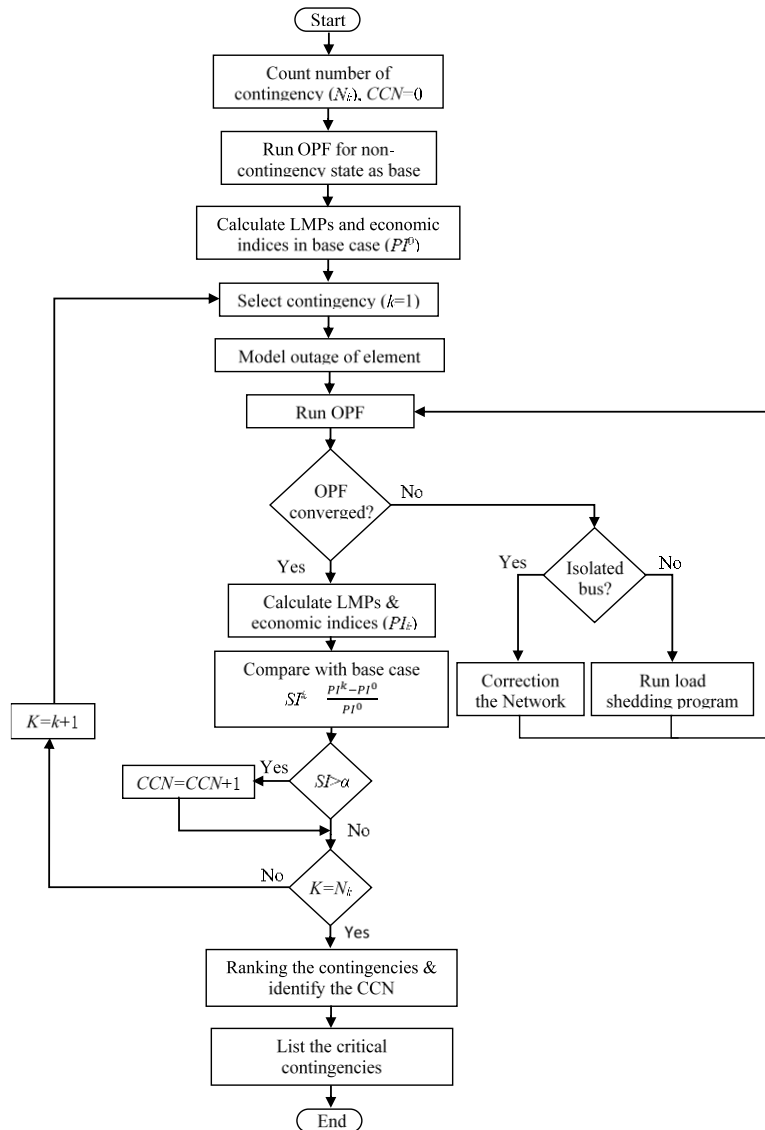 Start
Count number of
contingency (Nk), CCN=0
Run OPF for non-
contingency state as base
Calculate LMPs and economic
indices in base case (PI⁰)
Select contingency (k=1)
Model outage of element
Run OPF
OPF
converged?
No
Yes
Isolated
bus?
Yes
No
Calculate LMPs &
economic indices (PIk)
Correction
the Network
Run load
shedding program
Compare with base case
SIᵏ PIᵏ−PI⁰
PI⁰
K=k+1
SI>α
Yes
CCN=CCN+1
No
K=Nk
No
Yes
Ranking the contingencies &
identify the CCN
List the critical
contingencies
End